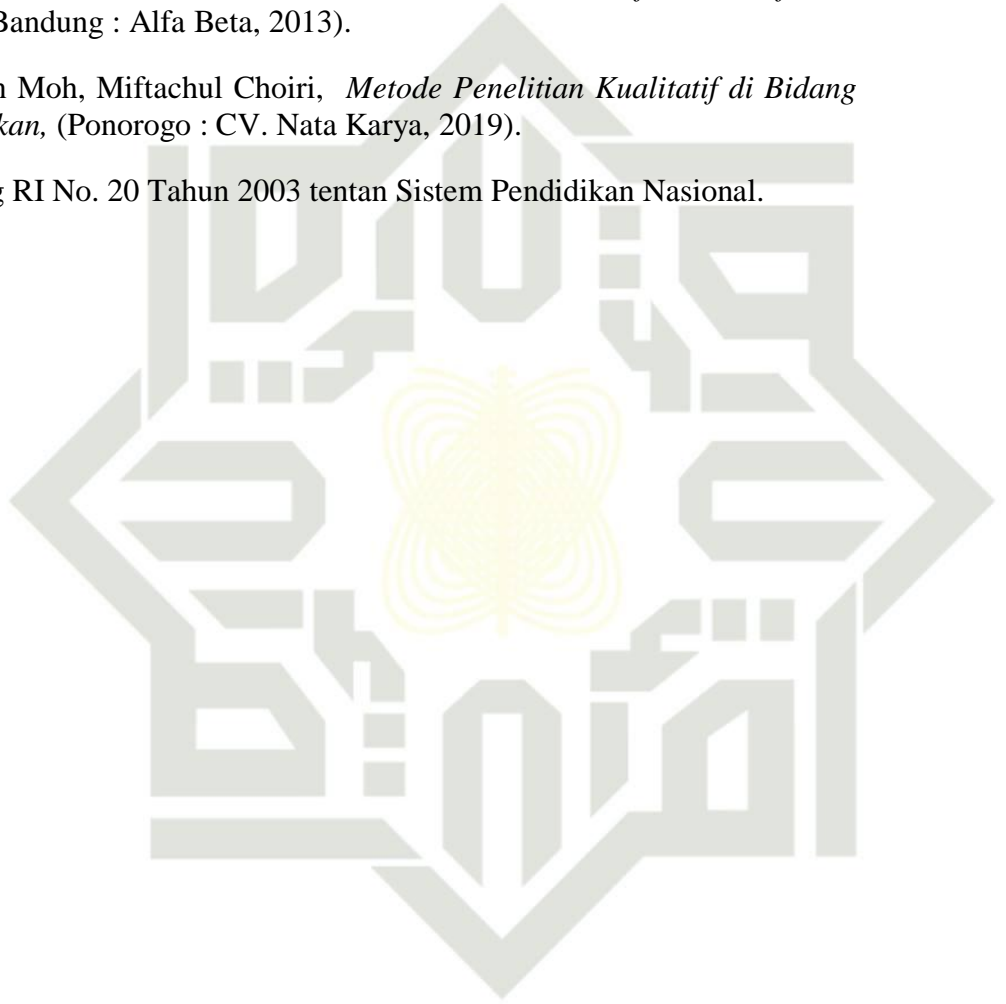 Bandung : Alfa Beta, 2013).
Moh, Miftachul Choiri, Metode Penelitian Kualitatif di Bidang
(Ponorogo : CV. Nata Karya, 2019).
RI No. 20 Tahun 2003 tentan Sistem Pendidikan Nasional.